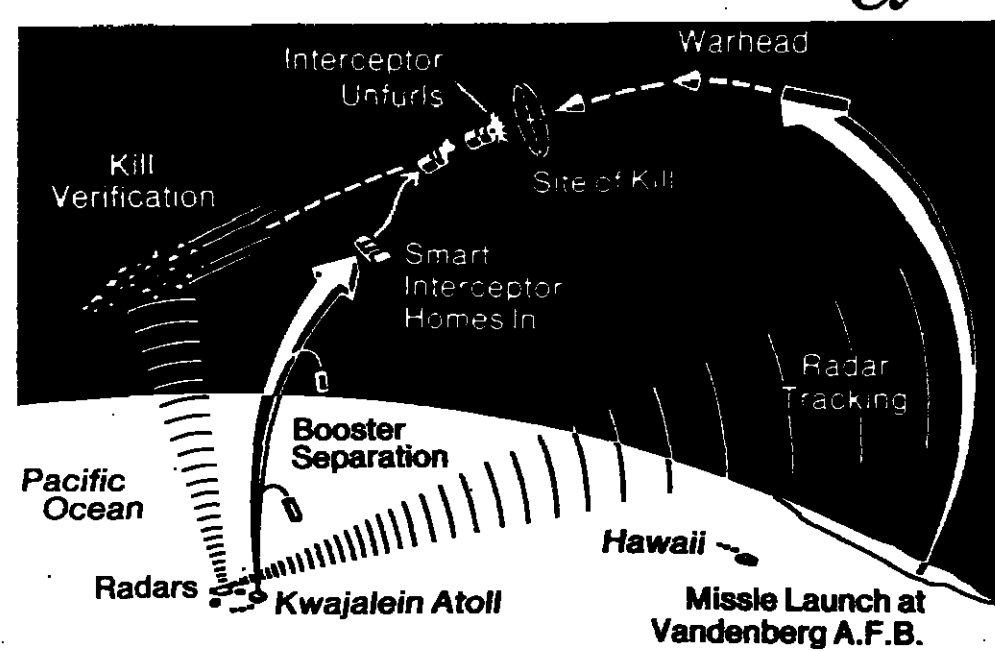 Warhead
Interceptor
Unfurls
Kill
Verification
Site of Kill
Smart
Interceptor
Homes In
Radar
Tracking
Booster
Separation
Pacific
Ocean
Hawaii
Radars
Kwajalein Atoll
Missle Launch at
Vandenberg A.F.B.